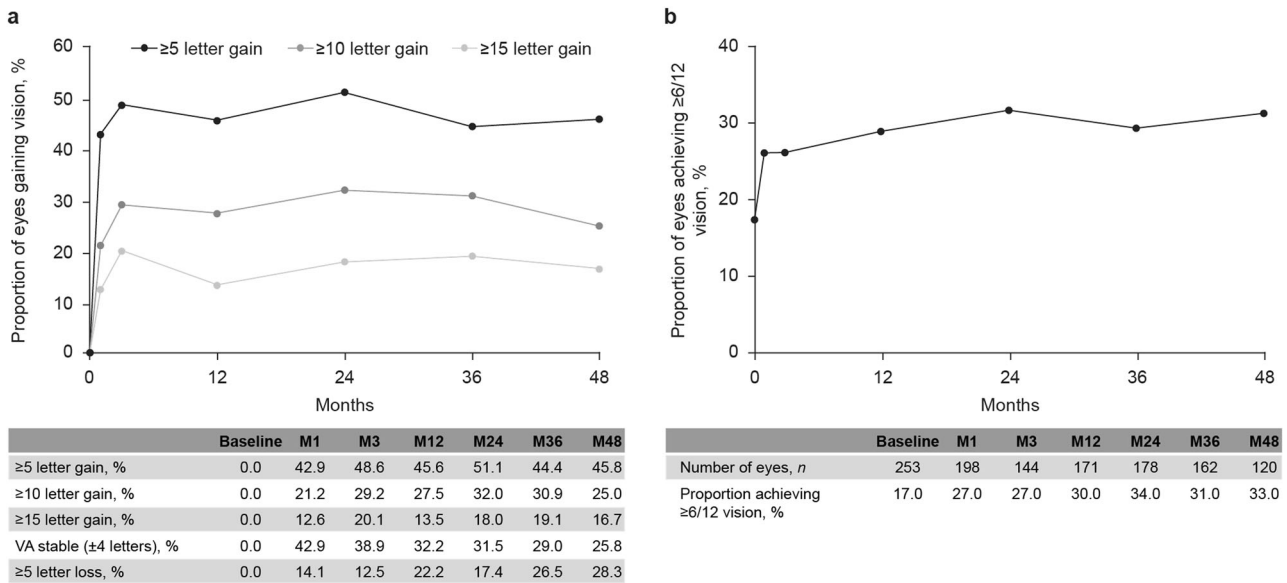 a
Proportion of eyes gaining vision, %
60
50
40
30
20
10
0
≥5 letter gain ≥10 letter gain ≥15 letter gain
0 12 24 36 48
Months
Baseline M1 M3 M12 M24 M36 M48
≥5 letter gain, % 0.0 42.9 48.6 45.6 51.1 44.4 45.8
≥10 letter gain, % 0.0 21.2 29.2 27.5 32.0 30.9 25.0
≥15 letter gain, % 0.0 12.6 20.1 13.5 18.0 19.1 16.7
VA stable (±4 letters), % 0.0 42.9 38.9 32.2 31.5 29.0 25.8
≥5 letter loss, % 0.0 14.1 12.5 22.2 17.4 26.5 28.3
b
Proportion of eyes achieving ≥6/12
vision, %
40
30
20
10
0
0 12 24 36 48
Months
Baseline M1 M3 M12 M24 M36 M48
Number of eyes, n 253 198 144 171 178 162 120
Proportion achieving 17.0 27.0 27.0 30.0 34.0 31.0 33.0
≥6/12 vision, %